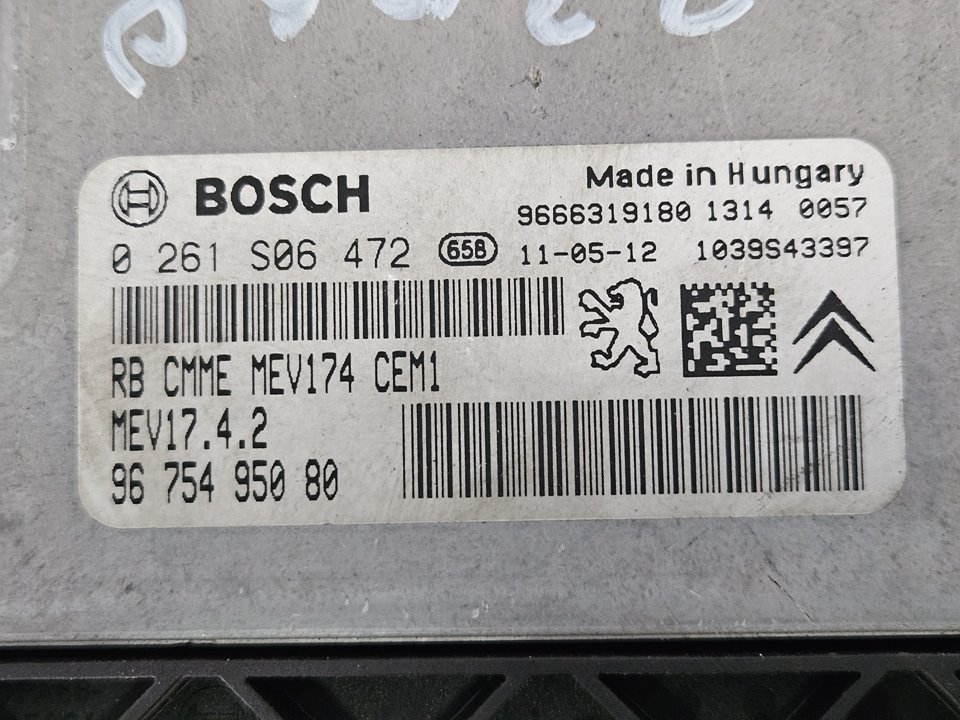 BOSCH
Made in Hungary
9666319180 1314 0057
0 261 S06 472 658 11-05-12 1039S43397
RB CMME MEV174 CEM1
MEV17.4.2
96 754 950 80